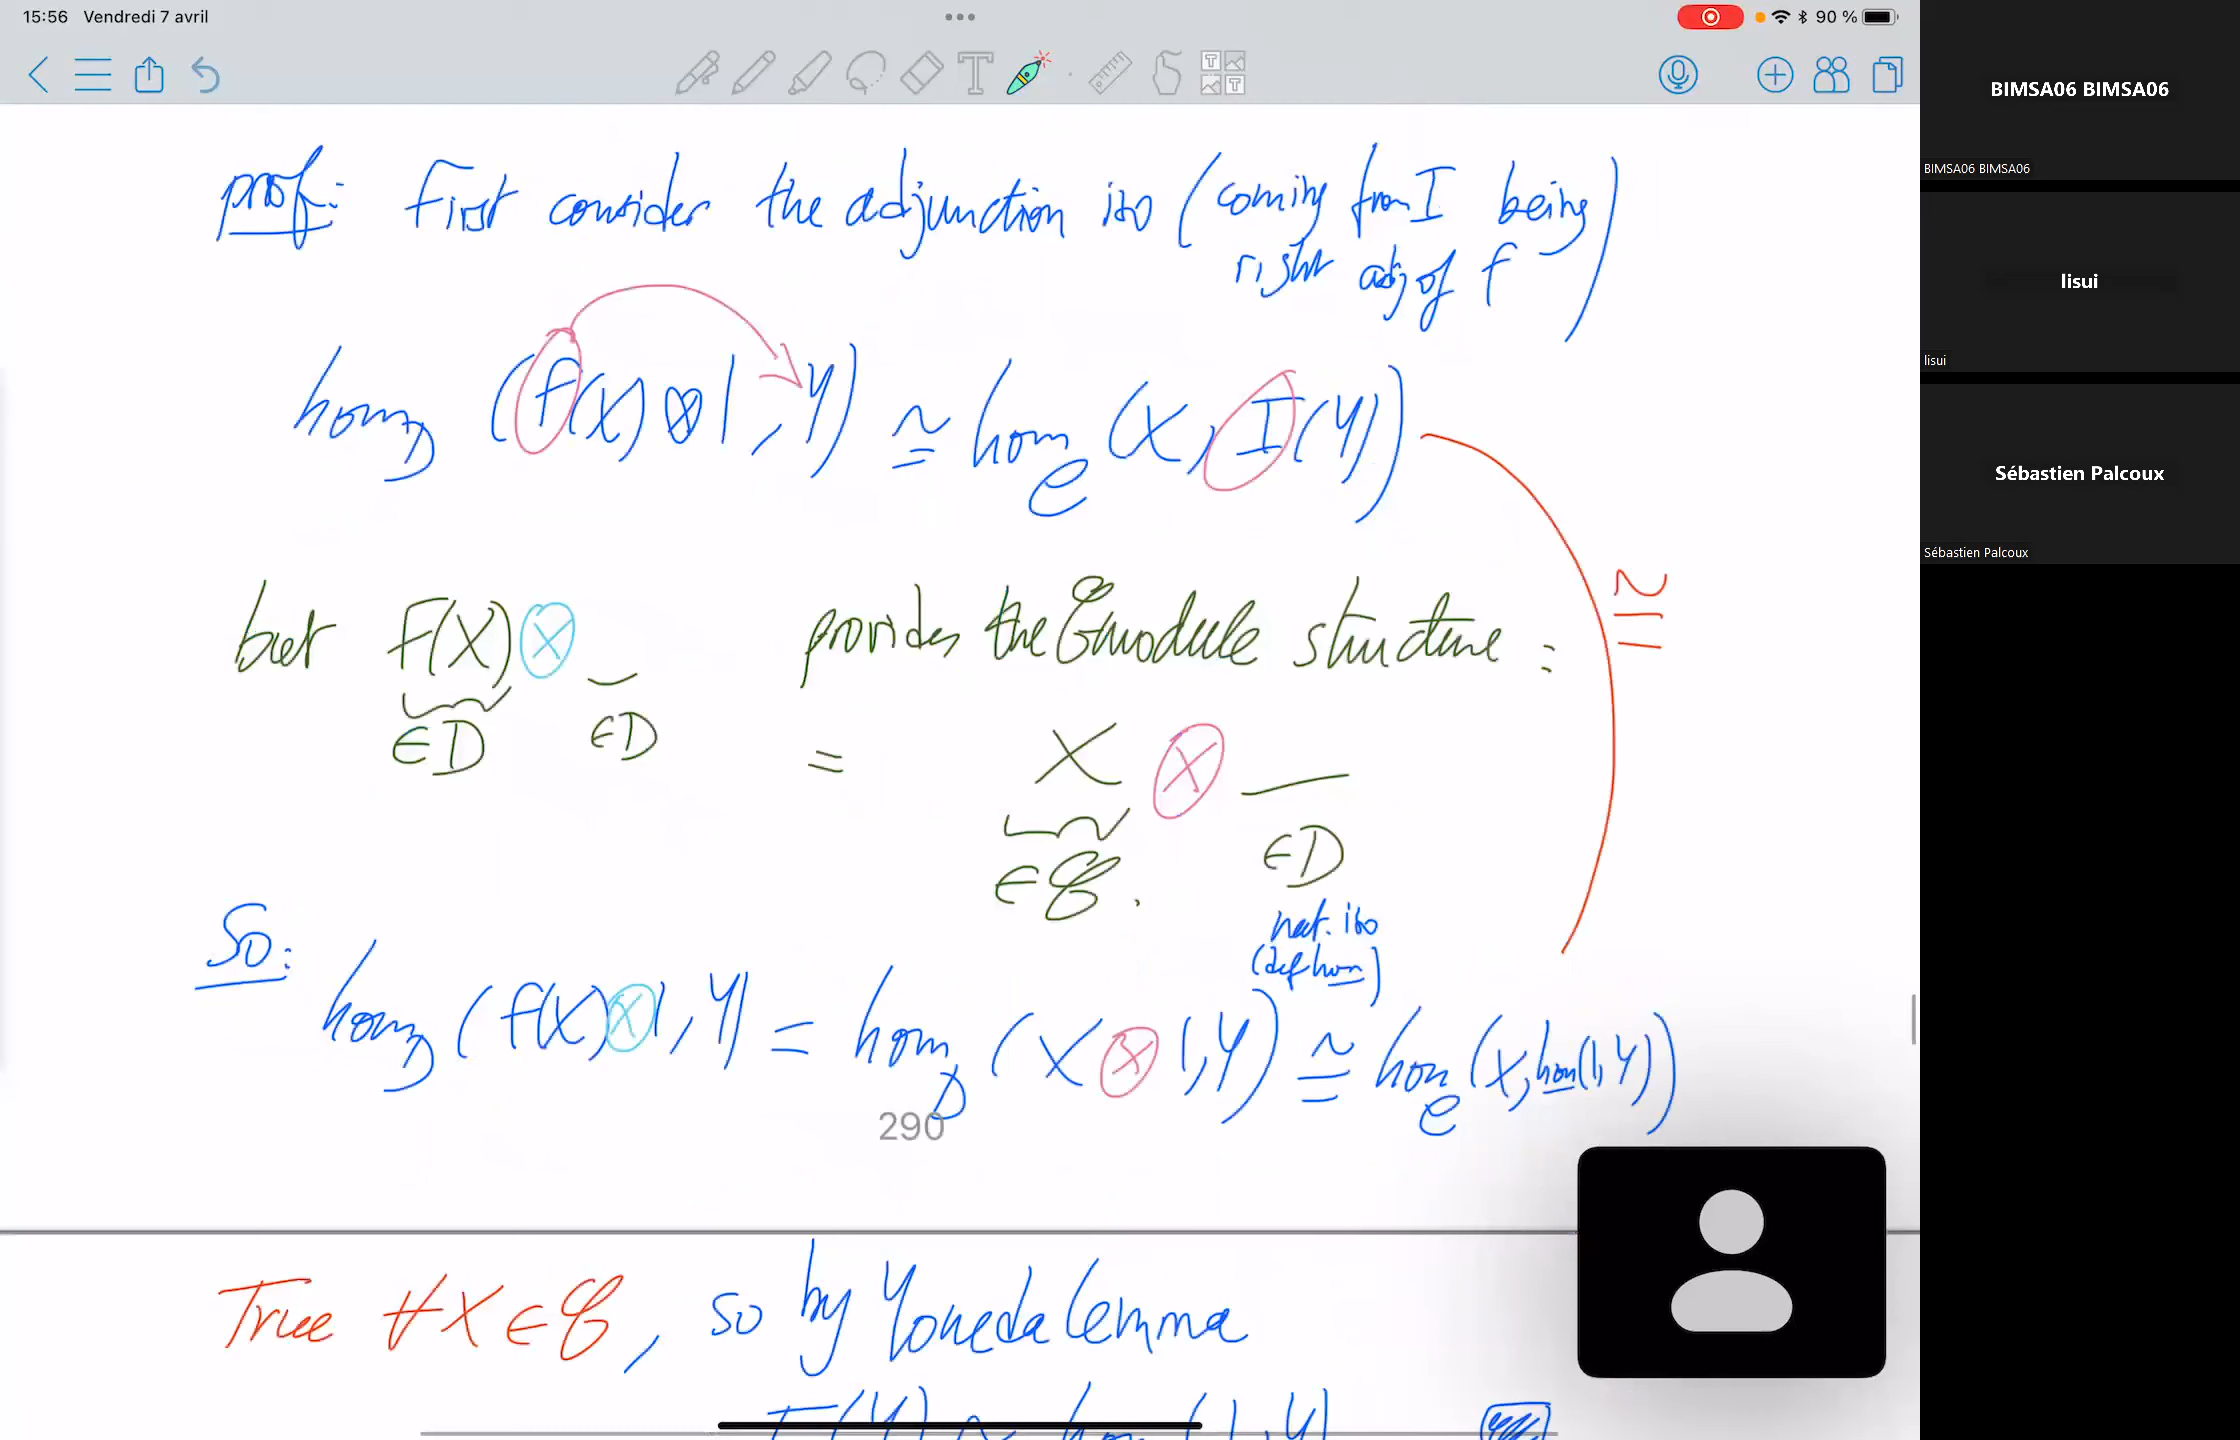 15:56 Vendredi 7 avril
90 %
BIMSA06 BIMSA06
BIMSA06 BIMSA06
lisui
lisui
Sébastien Palcoux
Sébastien Palcoux
proof: First consider the adjunction iso (coming from I being
right adj of F)
hom_D (F(X) ⊗ 1, Y) ≅ hom_C (X, I(Y))
≅
but F(X) ⊗ _ provides the C-module structure :
∈ D ∈ D
= X ⊗ _
∈ C. ∈ D
nat. iso
(def hom)
So: hom_D (F(X) ⊗ 1, Y) = hom_D (X ⊗ 1, Y) ≅ hom_C (X, hom(1, Y))
290
True ∀ X ∈ C, so by Yoneda lemma
I(Y) ≅ hom(1, Y)